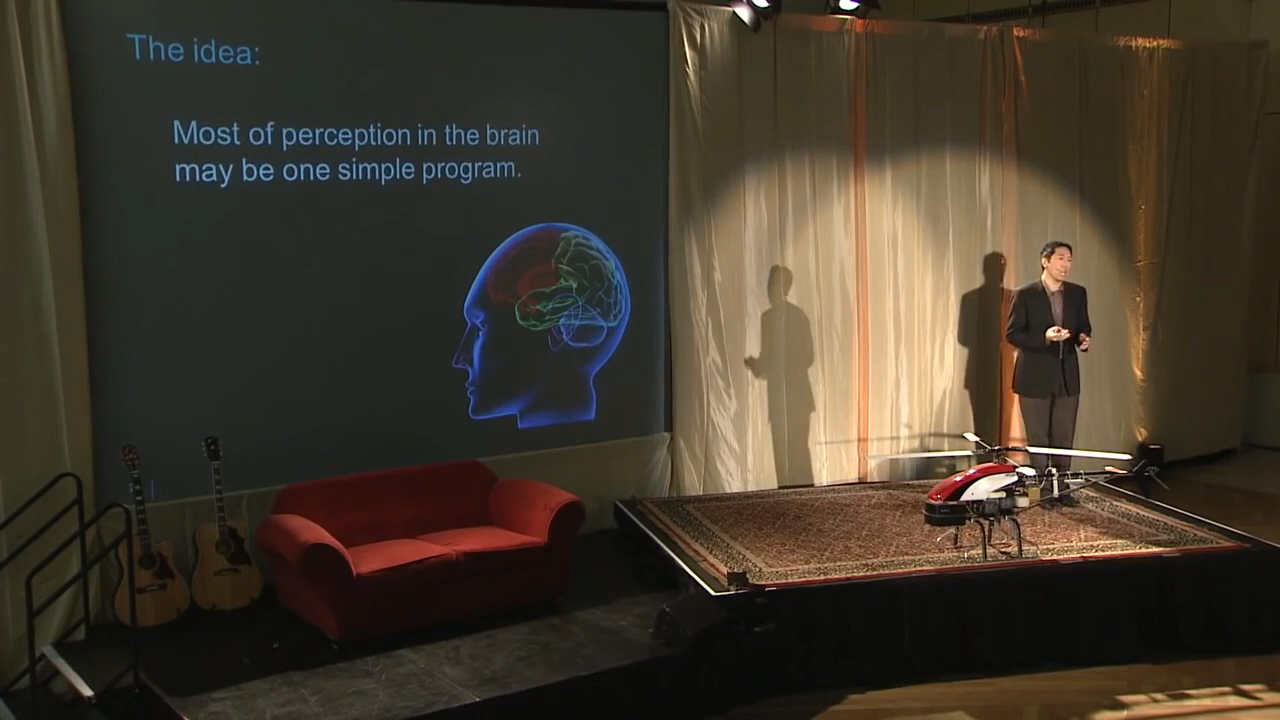 The idea:
Most of perception in the brain
may be one simple program.